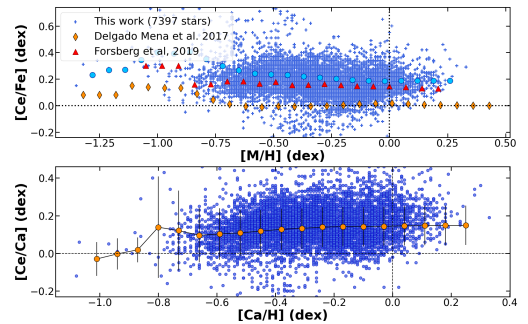 This work (7397 stars)
Delgado Mena et al. 2017
Forsberg et al, 2019
[Ce/Fe] (dex)
0.6
0.4
0.2
0.0
−0.2
−1.25 −1.00 −0.75 −0.50 −0.25 0.00 0.25 0.50
[M/H] (dex)
[Ce/Ca] (dex)
0.4
0.2
0.0
−0.2
−1.0 −0.8 −0.6 −0.4 −0.2 0.0 0.2 0.4
[Ca/H] (dex)